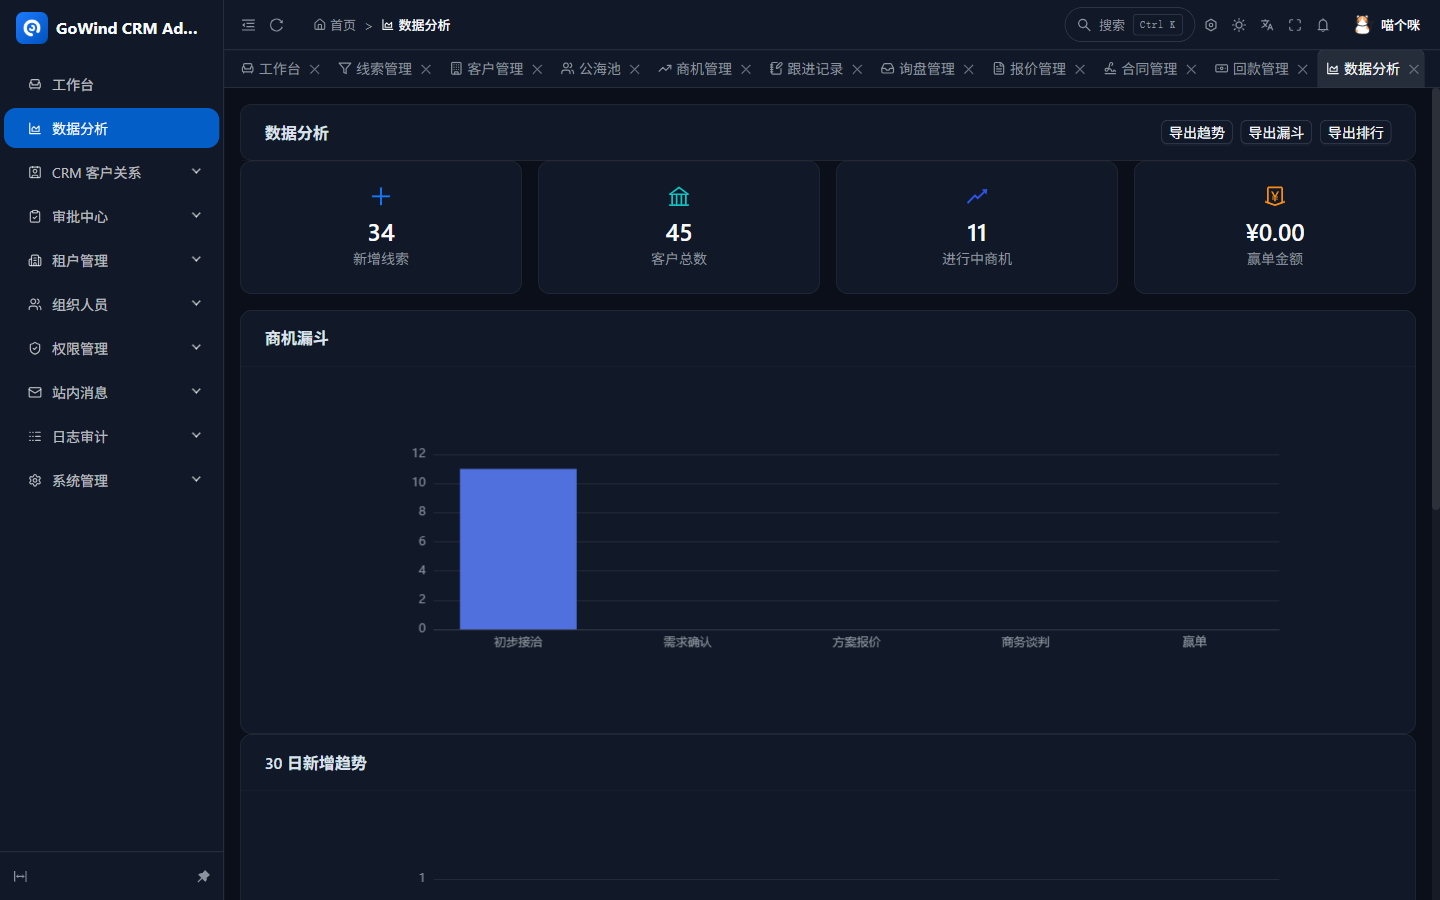 GoWind CRM Ad...
首页 > 数据分析
搜索 Ctrl K
喵个咪
工作台 线索管理 客户管理 公海池 商机管理 跟进记录 询盘管理 报价管理 合同管理 回款管理 数据分析
工作台
数据分析
CRM 客户关系
审批中心
租户管理
组织人员
权限管理
站内消息
日志审计
系统管理
数据分析
导出趋势 导出漏斗 导出排行
34
新增线索
45
客户总数
11
进行中商机
¥0.00
赢单金额
商机漏斗
12
10
8
6
4
2
0
初步接洽 需求确认 方案报价 商务谈判 赢单
30 日新增趋势
1